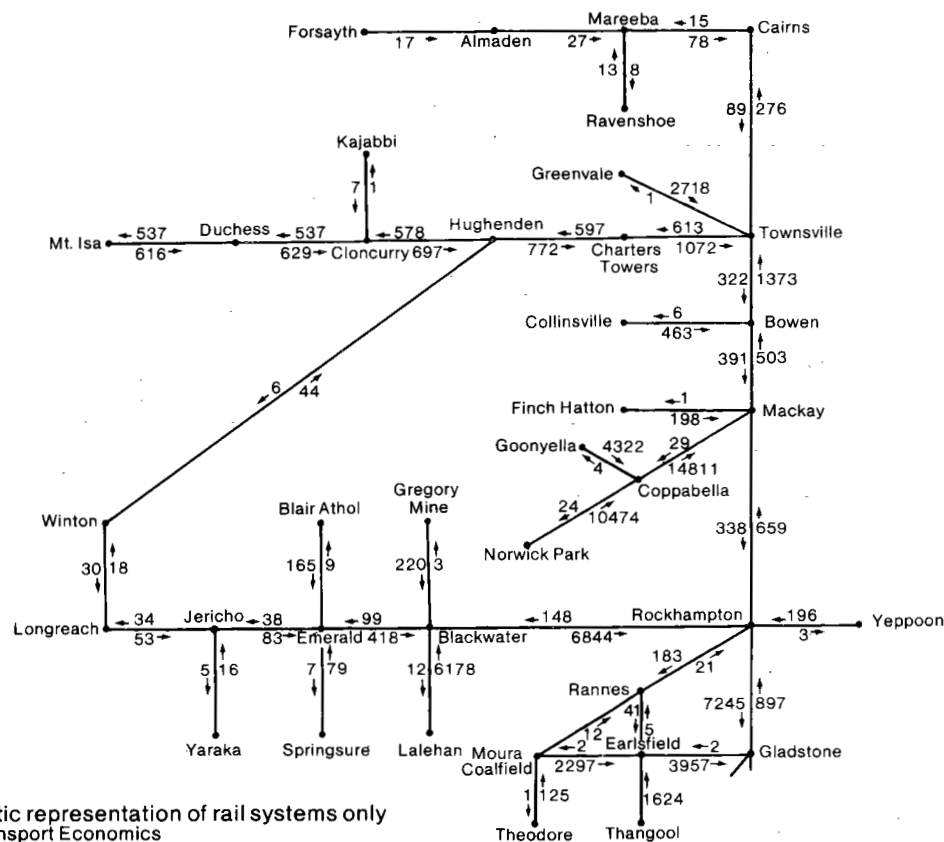 Mareeba
←15
Forsayth
Cairns
17 →
Almaden
27 →
78 →
13
8
89
276
Ravenshoe
Kajabbi
Greenvale
2718
7
1
1
Hughenden
←537
Duchess
←537
←578
←597
←613
Townsville
Mt. Isa
616→
629→
Cloncurry
697→
772→
Charters
Towers
1072→
322
1373
←6
Collinsville
Bowen
463→
391
503
6
44
←1
Finch Hatton
Mackay
198→
Goonyella
4322
29
4
14811
Coppabella
Gregory
Mine
Blair Athol
24
10474
Winton
338
659
Norwick Park
30
18
165
9
220
3
←34
Jericho
←38
←99
←148
Rockhampton
←196
Longreach
53→
83→
Emerald
418→
Blackwater
6844→
3→
Yeppoon
5
16
7
79
12
6178
183
21
Rannes
7245
897
41
5
12
Yaraka
Springsure
Lalehan
Moura
Coalfield
←2
Earlsfield
←2
Gladstone
2297→
3957→
1
125
1624
Theodore
Thangool
tic representation of rail systems only
nsport Economics